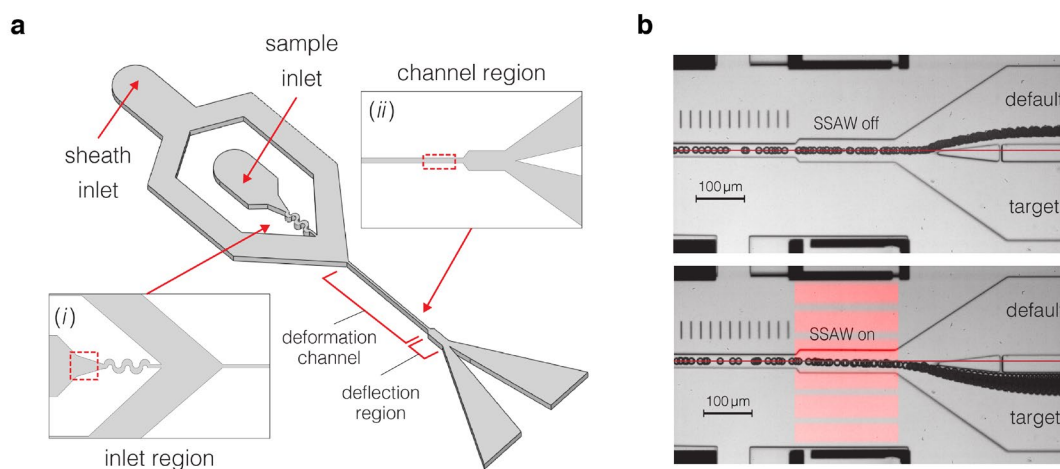 a
sample
inlet
sheath
inlet
channel region
(ii)
(i)
deformation
channel
deflection
region
inlet region
b
SSAW off
default
target
100 µm
SSAW on
default
target
100 µm